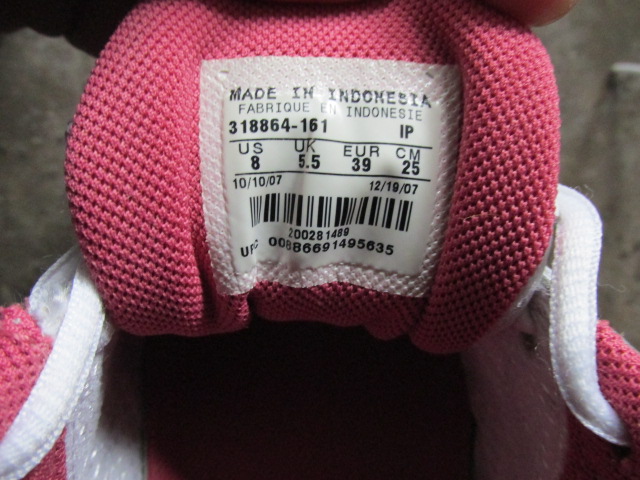 MADE IN INDONESIA
FABRIQUE EN INDONESIE
318864-161 IP
US UK EUR CM
8 5.5 39 25
10/10/07 12/19/07
200281489
UPC 00886691495635